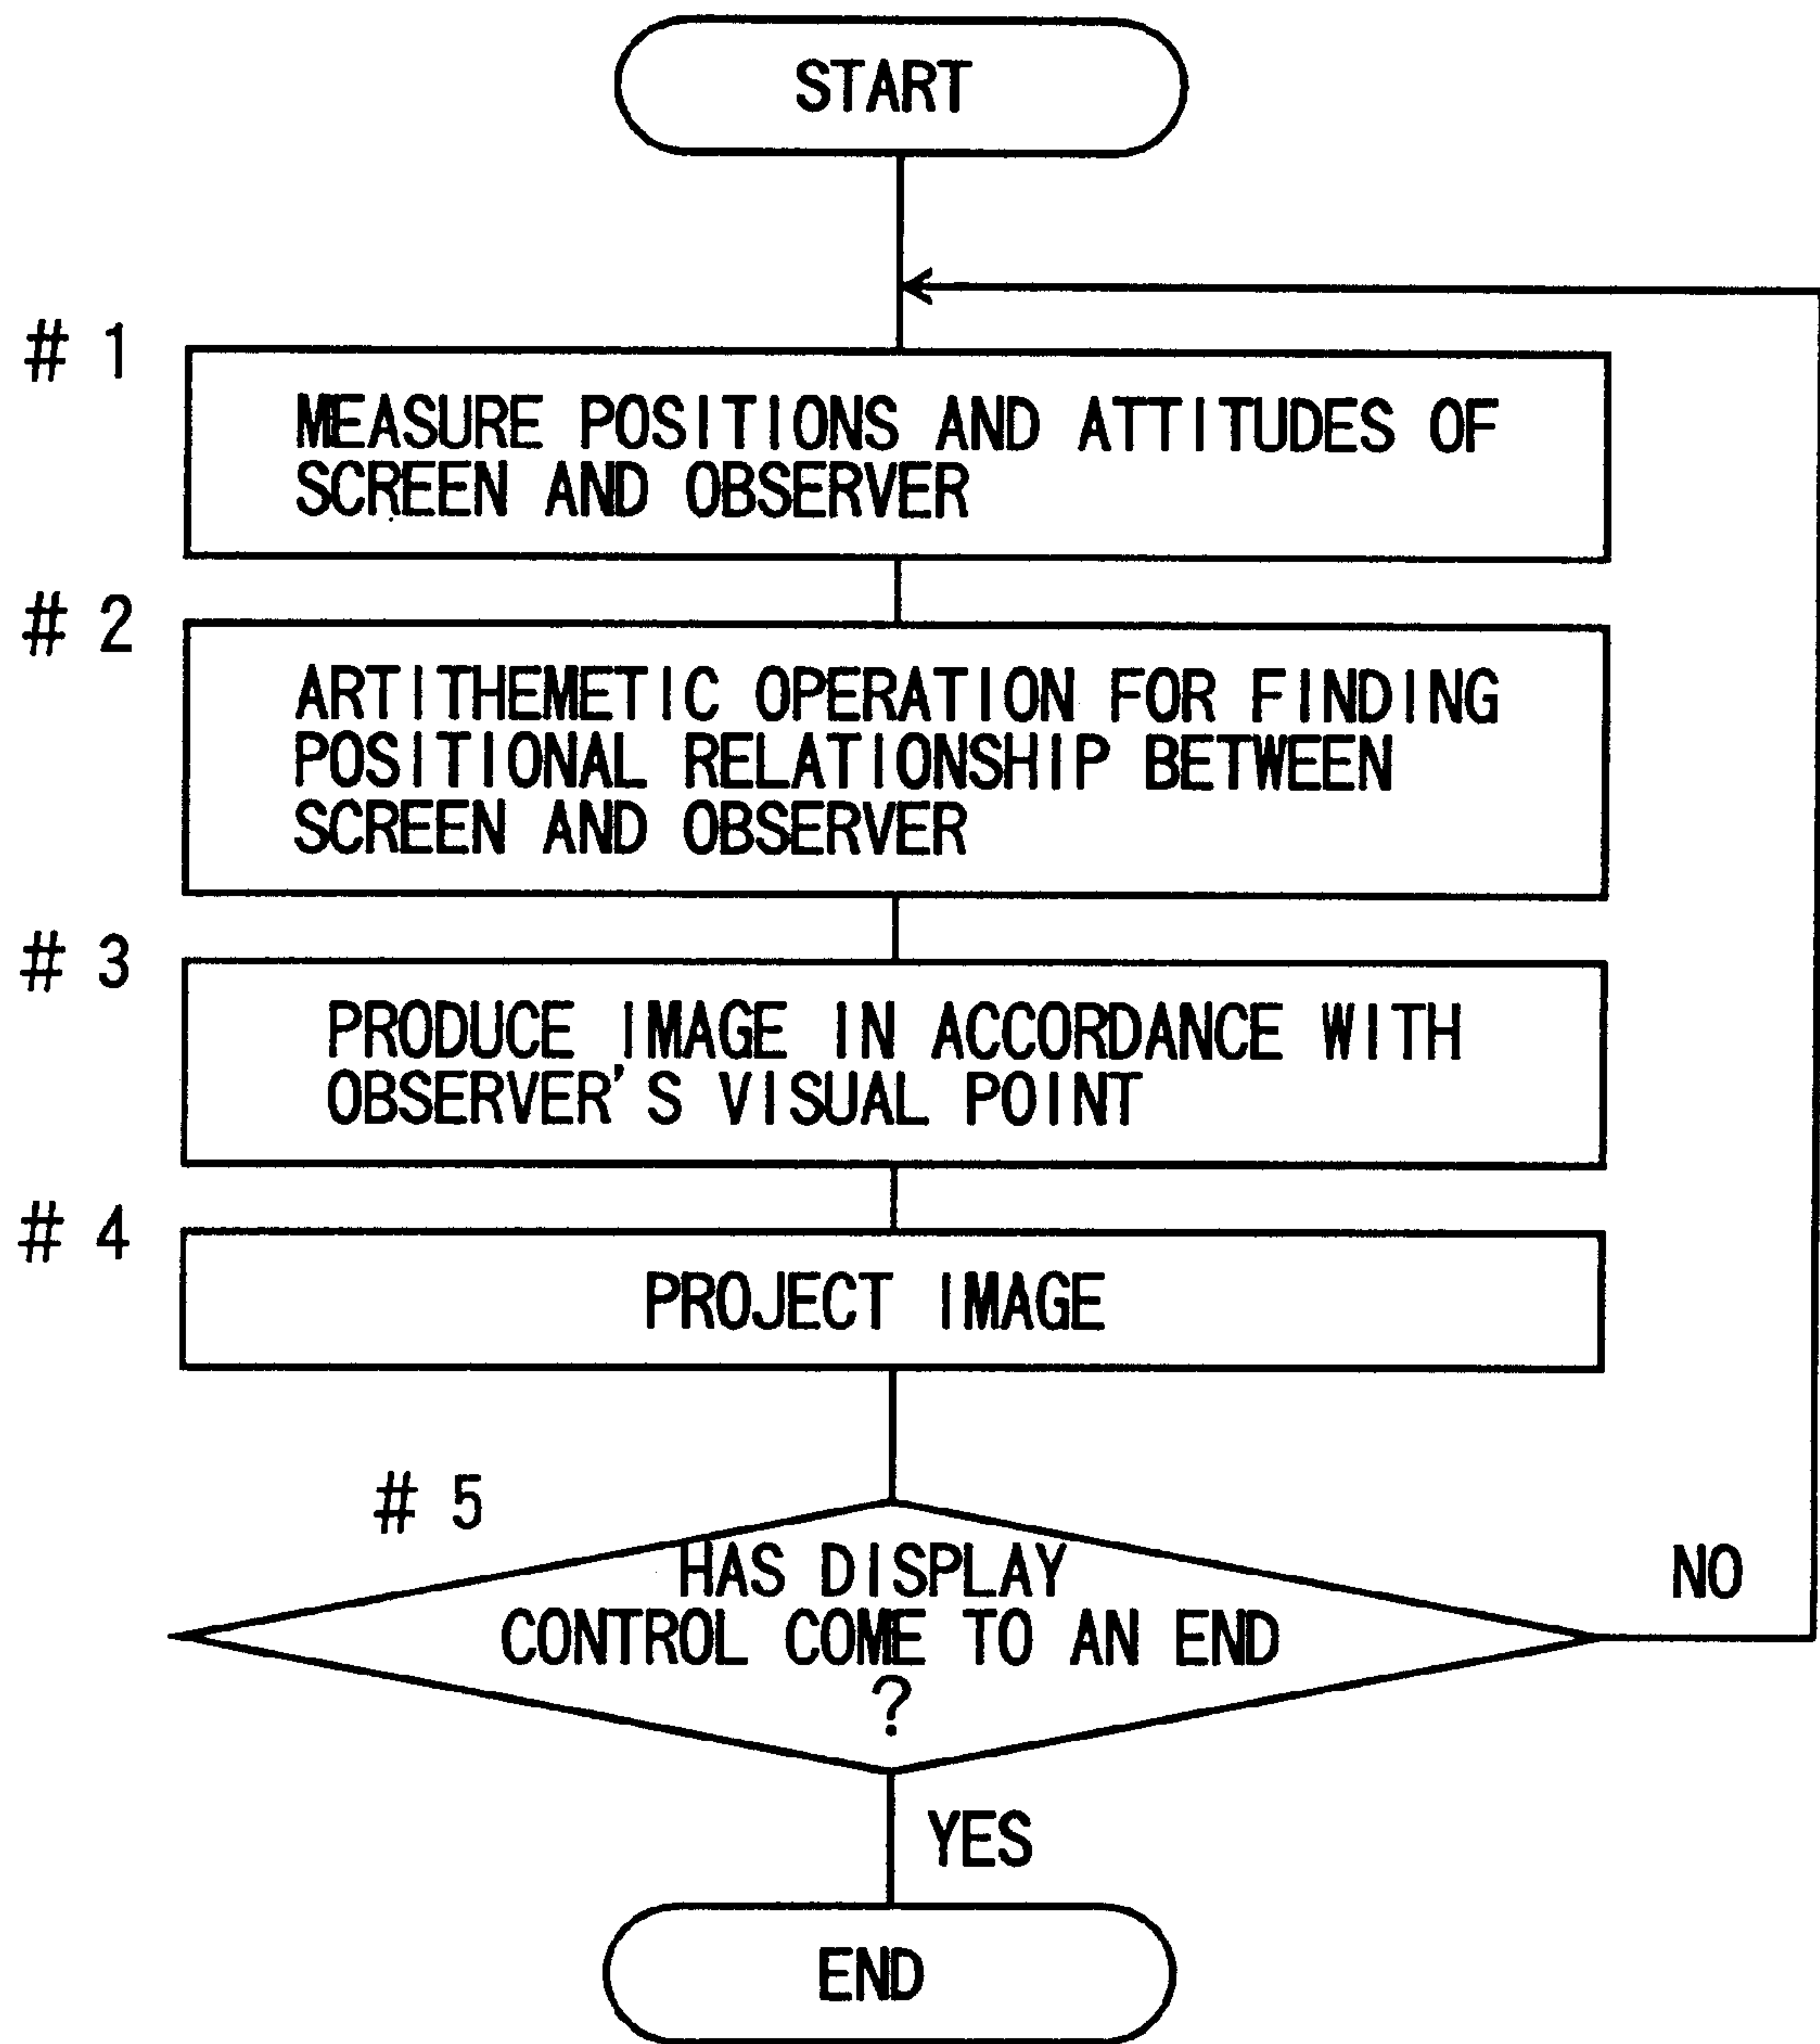 START
# 1
MEASURE POSITIONS AND ATTITUDES OF
SCREEN AND OBSERVER
# 2
ARTITHEMETIC OPERATION FOR FINDING
POSITIONAL RELATIONSHIP BETWEEN
SCREEN AND OBSERVER
# 3
PRODUCE IMAGE IN ACCORDANCE WITH
OBSERVER'S VISUAL POINT
# 4
PROJECT IMAGE
# 5
HAS DISPLAY
CONTROL COME TO AN END
?
NO
YES
END